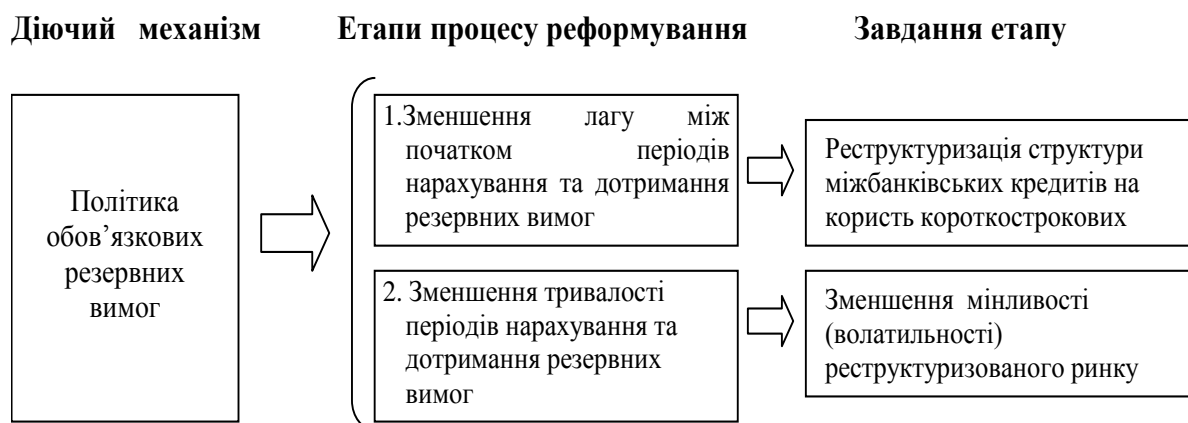 Діючий механізм
Етапи процесу реформування
Завдання етапу
Політика
обов’язкових
резервних
вимог
1.Зменшення лагу між
початком періодів
нарахування та дотримання
резервних вимог
Реструктуризація структури
міжбанківських кредитів на
користь короткострокових
2. Зменшення тривалості
періодів нарахування та
дотримання резервних
вимог
Зменшення мінливості
(волатильності)
реструктуризованого ринку